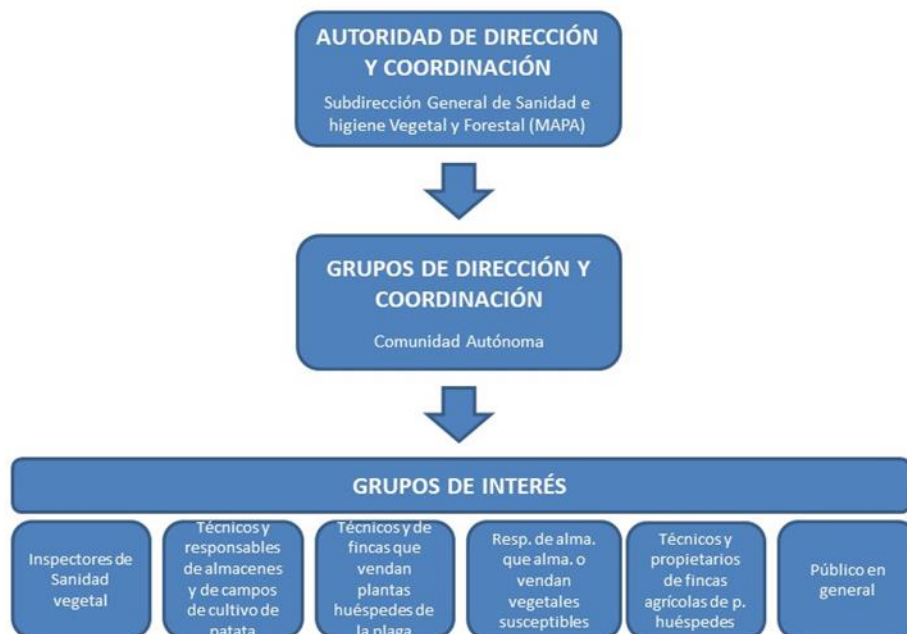 AUTORIDAD DE DIRECCIÓN
Y COORDINACIÓN
Subdirección General de Sanidad e
higiene Vegetal y Forestal (MAPA)
GRUPOS DE DIRECCIÓN Y
COORDINACIÓN
Comunidad Autónoma
GRUPOS DE INTERÉS
Inspectores de
Sanidad
vegetal
Técnicos y
responsables
de almacenes
y de campos
de cultivo de
patata
Técnicos y de
fincas que
vendan
plantas
huéspedes de
la plaga
Resp. de alma.
que alma. o
vendan
vegetales
susceptibles
Técnicos y
propietarios
de fincas
agrícolas de p.
huéspedes
Público en
general